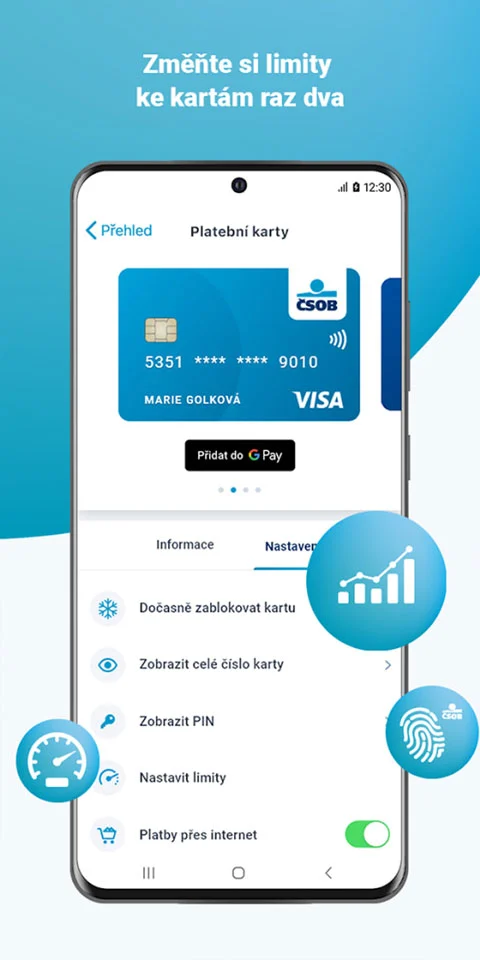 Změňte si limity
ke kartám raz dva
12:30
Přehled
Platební karty
ČSOB
5351 **** **** 9010
MARIE GOLKOVÁ
VISA
Přidat do G Pay
Informace
Nastaven
Dočasně zablokovat kartu
Zobrazit celé číslo karty
ČSOB
Zobrazit PIN
Nastavit limity
Platby přes internet